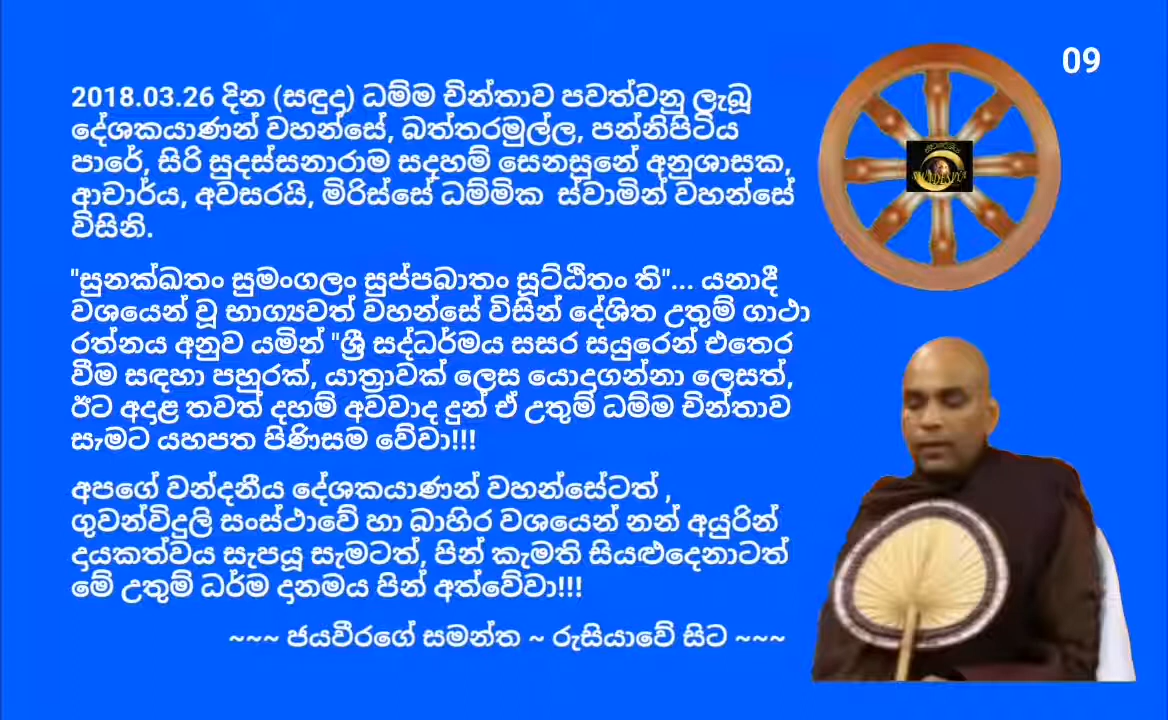 09
2018.03.26 දින (සඳුදා) ධම්ම චින්තාව පවත්වනු ලැබූ
දේශකයාණන් වහන්සේ, බත්තරමුල්ල, පන්නිපිටිය
පාරේ, සිරි සුදස්සනාරාම සදහම් සෙනසුනේ අනුශාසක,
ආචාර්ය, අවසරයි, මිරිස්සේ ධම්මික ස්වාමින් වහන්සේ
විසිනි.
"සුනක්ඛතං සුමංගලං සුප්පබාතං සූට්ඨිතං ති"... යනාදී
වශයෙන් වූ භාග්‍යවත් වහන්සේ විසින් දේශිත උතුම් ගාථා
රත්නය අනුව යමින් "ශ්‍රී සද්ධර්මය සසර සයුරෙන් එතෙර
වීම සඳහා පහුරක්, යාත්‍රාවක් ලෙස යොදාගන්නා ලෙසත්,
ඊට අදාළ තවත් දහම් අවවාද දුන් ඒ උතුම් ධම්ම චින්තාව
සැමට යහපත පිණිසම වේවා!!!
අපගේ වන්දනීය දේශකයාණන් වහන්සේටත් ,
ගුවන්විදුලි සංස්ථාවේ හා බාහිර වශයෙන් නන් අයුරින්
දායකත්වය සැපයූ සැමටත්, පින් කැමති සියළුදෙනාටත්
මේ උතුම් ධර්ම දානමය පින් අත්වේවා!!!
~~~ ජයවීරගේ සමන්ත ~ රුසියාවේ සිට ~~~